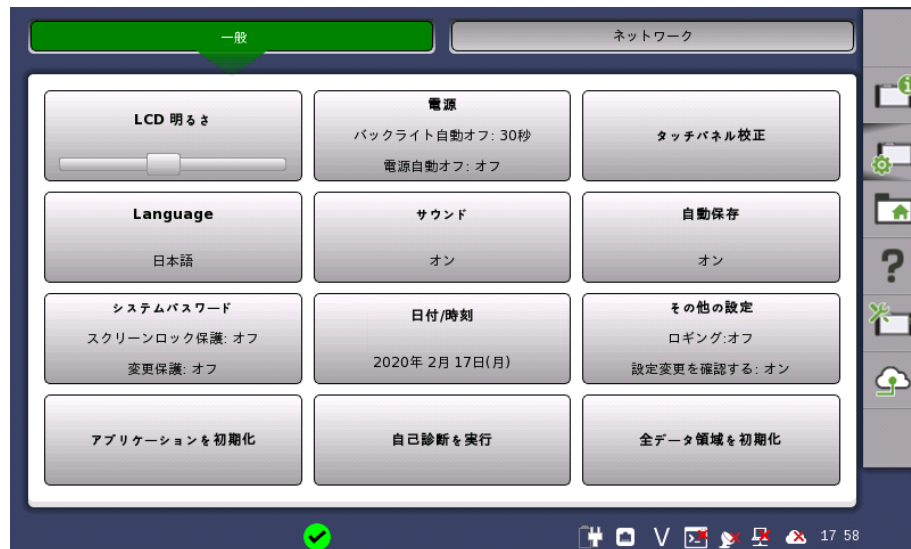 一般
ネットワーク
LCD 明るさ
電源
バックライト自動オフ: 30秒
電源自動オフ: オフ
タッチパネル校正
Language
日本語
サウンド
オン
自動保存
オン
システムパスワード
スクリーンロック保護: オフ
変更保護: オフ
日付/時刻
2020年 2月 17日(月)
その他の設定
ロギング:オフ
設定変更を確認する: オン
アプリケーションを初期化
自己診断を実行
全データ領域を初期化
V
17 58